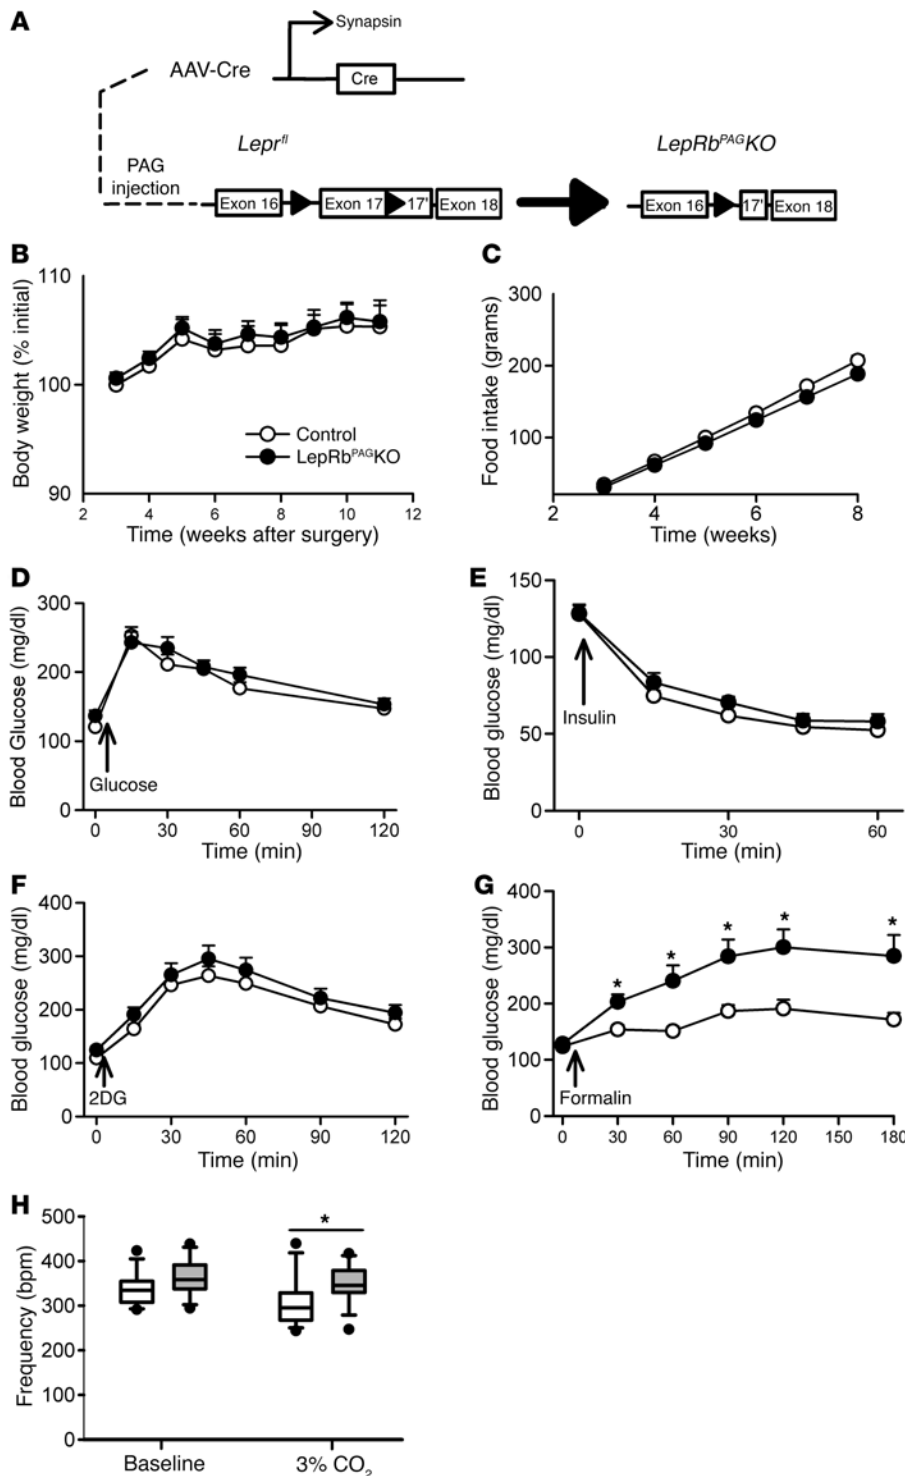 A
Synapsin
AAV-Cre
Cre
Lepr^fl
LepRb^PAG KO
PAG
injection
Exon 16
Exon 17
17'
Exon 18
Exon 16
17'
Exon 18
B
Body weight (% initial)
110
100
90
2 4 6 8 10 12
Time (weeks after surgery)
Control
LepRb^PAG KO
C
Food intake (grams)
300
200
100
2 4 6 8
Time (weeks)
D
Blood Glucose (mg/dl)
300
200
100
0
Glucose
0 30 60 90 120
Time (min)
E
Blood glucose (mg/dl)
150
100
50
0
Insulin
0 30 60
Time (min)
F
Blood glucose (mg/dl)
400
300
200
100
0
2DG
0 30 60 90 120
Time (min)
G
Blood glucose (mg/dl)
400
300
200
100
0
* * * * *
Formalin
0 30 60 90 120 150 180
Time (min)
H
Frequency (bpm)
500
400
300
200
100
0
*
Baseline 3% CO₂